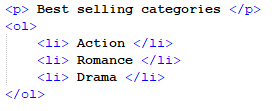 <p> Best selling categories </p>
<ol>
    <li> Action </li>
    <li> Romance </li>
    <li> Drama </li>
</ol>